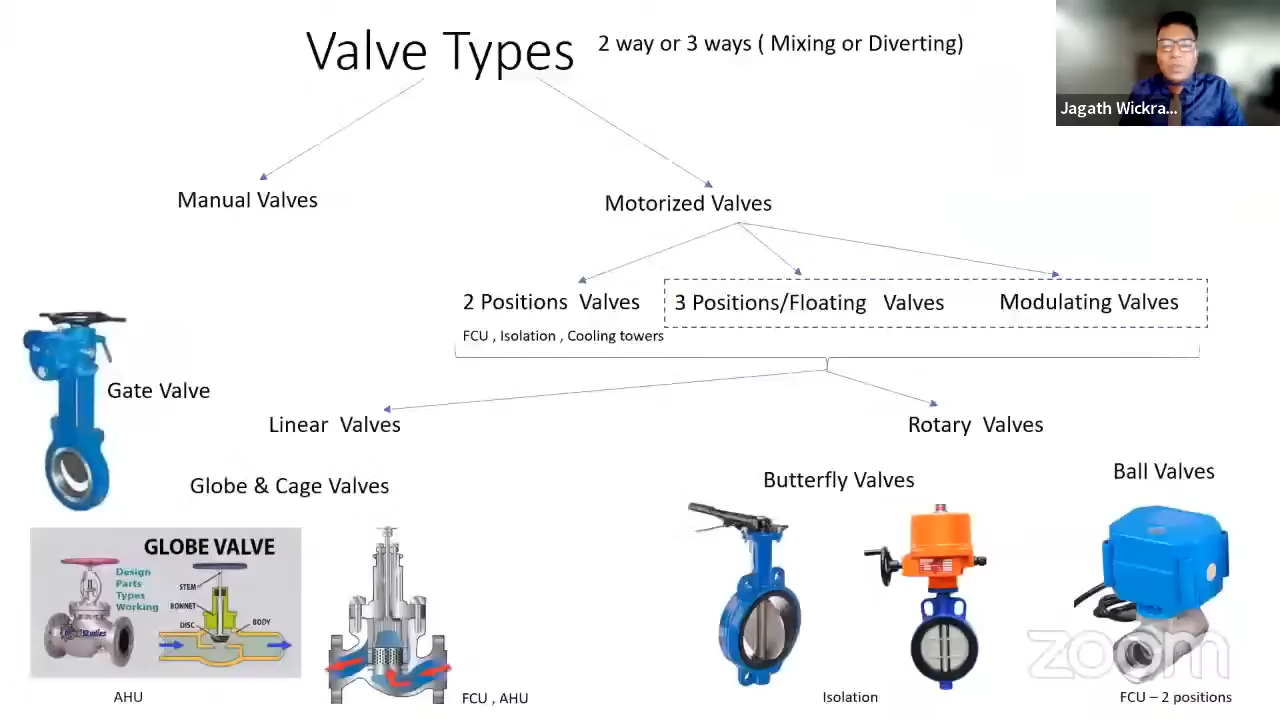 Valve Types
2 way or 3 ways ( Mixing or Diverting)
Jagath Wickra...
Manual Valves
Motorized Valves
2 Positions Valves
3 Positions/Floating Valves
Modulating Valves
FCU , Isolation , Cooling towers
Gate Valve
Linear Valves
Rotary Valves
Globe & Cage Valves
Butterfly Valves
Ball Valves
GLOBE VALVE
Design
Parts
Types
Working
STEM
BONNET
DISC
BODY
Studies
AHU
FCU , AHU
Isolation
FCU – 2 positions
zoom